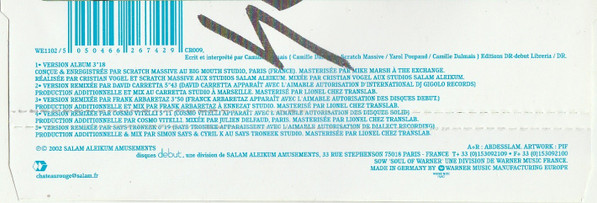 WE1102/5 5 050466 267429 CB009,
Ecrit et interprété par Camille Dalmais ( Camille Dalmais / Scratch Massive / Yarol Poupaud / Camille Dalmais ) Editions DR-debut Libreria / DR.
1• VERSION ALBUM 3"18
CONÇUE & ENREGISTRÉE PAR SCRATCH MASSIVE AU BIG MOUTH STUDIO, PARIS (FRANCE). MASTERISÉE PAR MIKE MARSH À THE EXCHANGE.
RÉALISÉE PAR CRISTIAN VOGEL ET SCRATCH MASSIVE AUX STUDIOS SALAM ALEIKUM. MIXÉE PAR CRISTIAN VOGEL, AUX STUDIOS SALAM ALEIKUM.
2• VERSION REMIXÉE PAR DAVID CARRETTA 5"43 (DAVID CARRETTA APPARAÎT AVEC L'AIMABLE AUTORISATION D'INTERNATIONAL DJ GIGOLO RECORDS)
PRODUCTION ADDITIONNELLE ET MIX AU CARRETTA STUDIO À MARSEILLE. MASTERISÉ PAR LIONEL CHEZ TRANSLAB.
3• VERSION REMIXÉE PAR FRANK ARBARETAZ 3"50 (FRANK ARBARETAZ APPARAÎT AVEC L'AIMABLE AUTORISATION DES DISQUES DEBUT)
PRODUCTION ADDITIONNELLE ET MIX PAR FRANK ARBARETAZ À ENNEZAT STUDIO. MASTERISÉ PAR LIONEL CHEZ TRANSLAB.
4• VERSION REMIXÉE PAR COSMO VITELLI (COSMO VITELLI APPARAÎT AVEC L'AIMABLE AUTORISATION DES DISQUES SOLID)
PRODUCTION ADDITIONNELLE PAR COSMO VITELLI. MIXÉE PAR JULIEN DELFAUD, PARIS. MASTERISÉ PAR LIONEL CHEZ TRANSLAB.
5• VERSION REMIXÉE PAR SAYS TRONEEK 6"19 (SAYS TRONEEK APPARAISSENT AVEC L'AIMABLE AUTORISATION DE DIALECT RECORDING)
PRODUCTION ADDITIONNELLE & MIX PAR SIMON SAYS & CYRIL K AU SAYS TRONEEK STUDIO. MASTERISÉ PAR LIONEL CHEZ TRANSLAB.
℗ © 2002 SALAM ALEIKUM AMUSEMENTS A+R : ABDESSLAM. ARTWORK : PIF
disques debut, une division de SALAM ALEIKUM AMUSEMENTS, 33 RUE STEPHENSON 75018 PARIS - FRANCE T+ 33 (0)153092109 • F+ 33 (0)153092100
SOW 'SOUL OF WARNER' UNE DIVISION DE WARNER MUSIC FRANCE.
chateaurouge@salam.fr MADE IN GERMANY BY WARNER MUSIC MANUFACTURING EUROPE